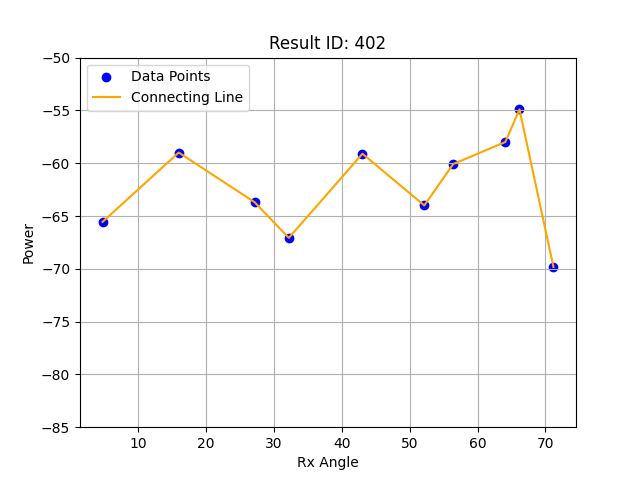 Result ID: 402
Data Points
Connecting Line
Power
−50
−55
−60
−65
−70
−75
−80
−85
10 20 30 40 50 60 70
Rx Angle